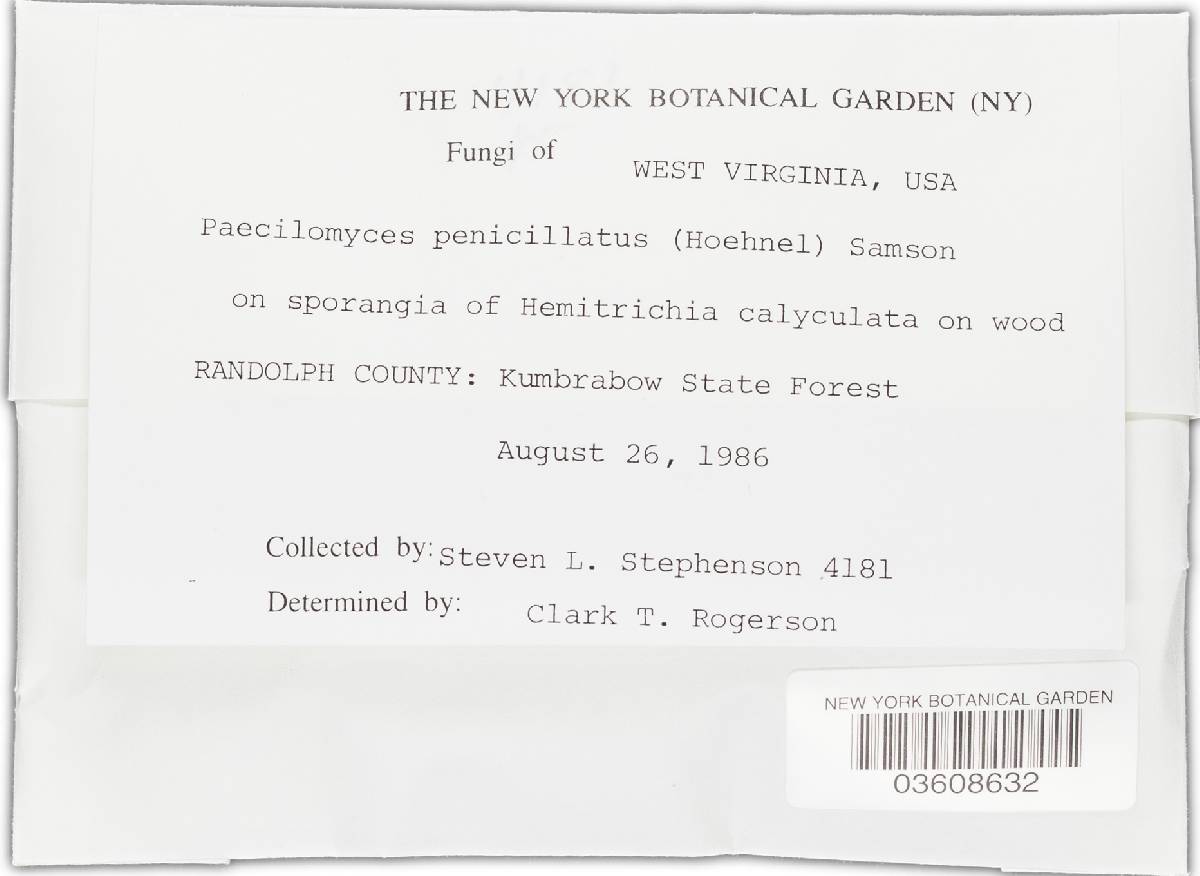 THE NEW YORK BOTANICAL GARDEN (NY)
Fungi of WEST VIRGINIA, USA
Paecilomyces penicillatus (Hoehnel) Samson
on sporangia of Hemitrichia calyculata on wood
RANDOLPH COUNTY: Kumbrabow State Forest
August 26, 1986
Collected by: Steven L. Stephenson 4181
Determined by: Clark T. Rogerson
NEW YORK BOTANICAL GARDEN
03608632